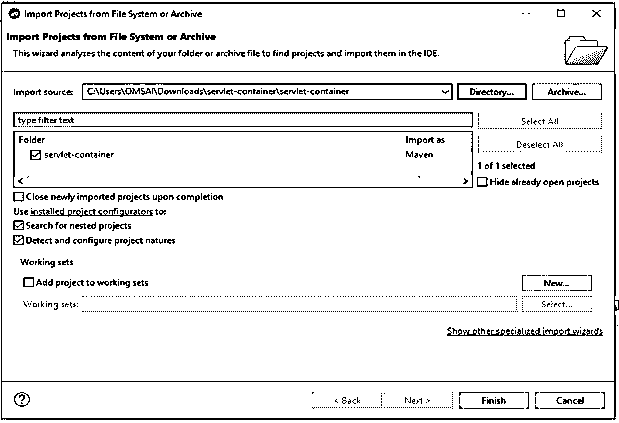 Import Projects from File System or Archive
Import Projects from File System or Archive
This wizard analyzes the content of your folder or archive file to find projects and import them in the IDE.
Import source: C:\Users\OMSAI\Downloads\servlet-container\servlet-container Directory... Archive...
type filter text Select All
Folder Import as Deselect All
servlet-container Maven
1 of 1 selected
Hide already open projects
Close newly imported projects upon completion
Use installed project configurators to:
Search for nested projects
Detect and configure project natures
Working sets
Add project to working sets New...
Working sets: Select...
Show other specialized import wizards
? < Back Next > Finish Cancel